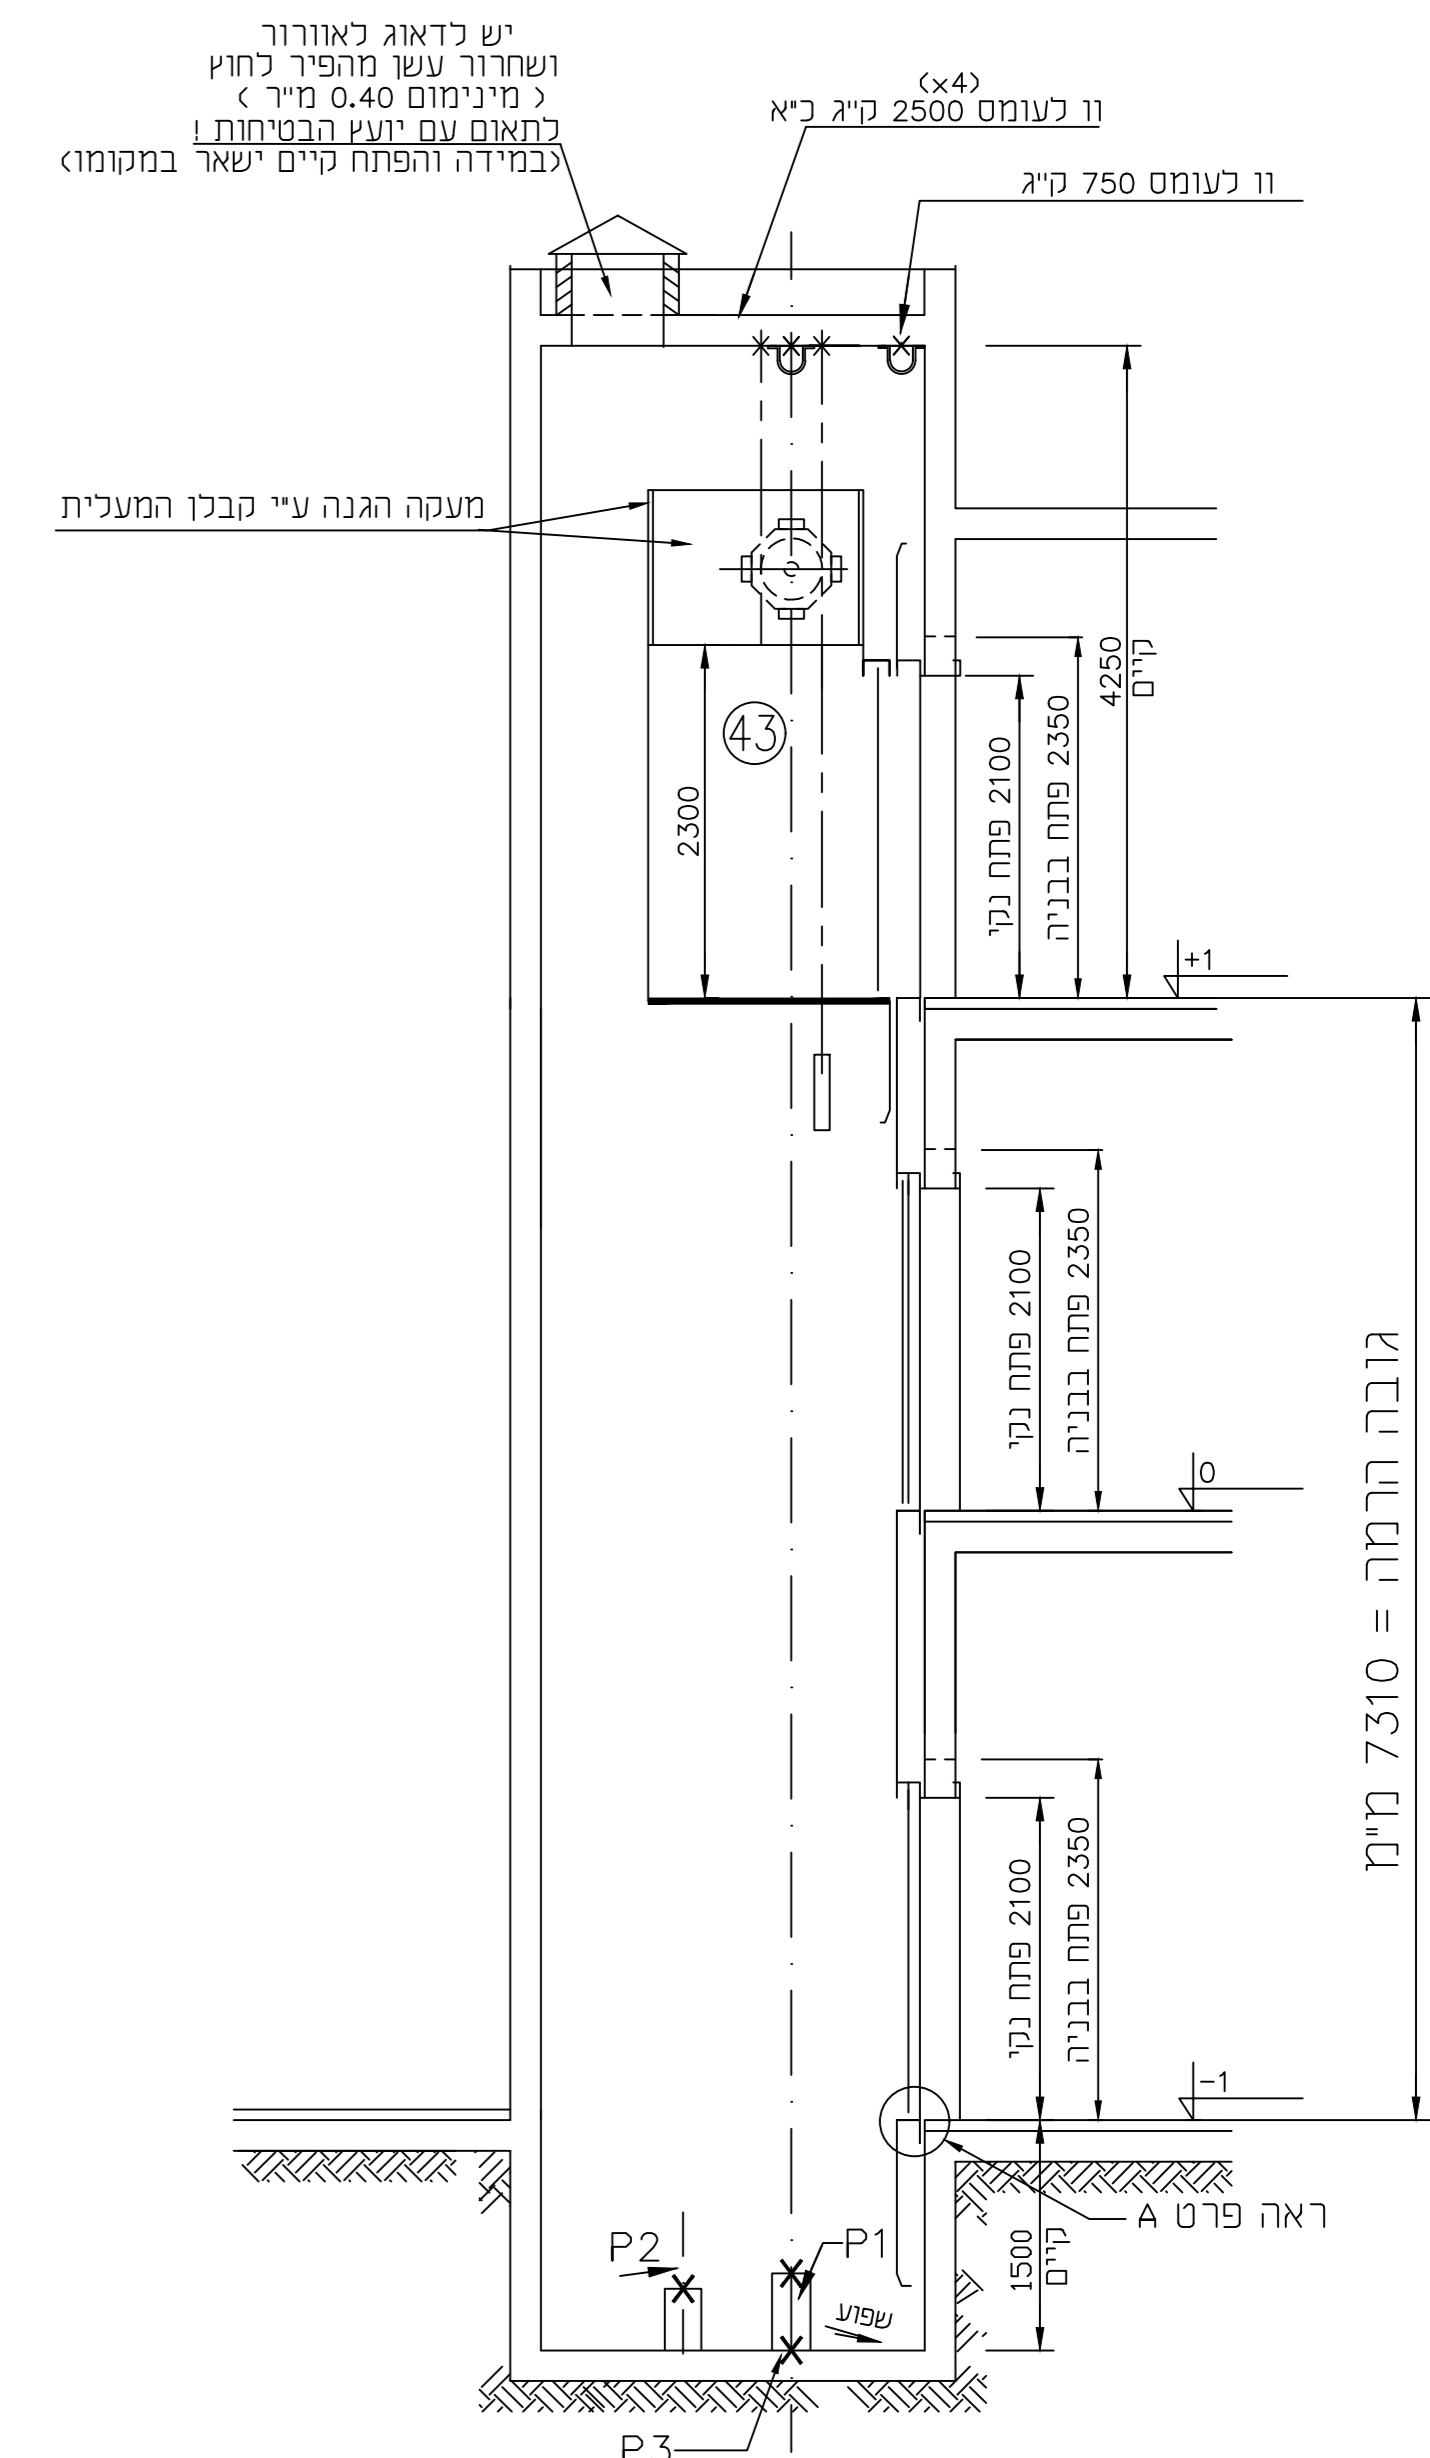 יש לדאוג לאוורור
ושחרור עשן מהפיר לחוץ
( מינימום 0.40 מ"ר )
לתאום עם יועץ הבטיחות !
(במידה והפתח קיים ישאר במקומו)
(x4)
וו לעומס 2500 ק"ג כ"א
וו לעומס 750 ק"ג
מעקה הגנה ע"י קבלן המעלית
43
2300
2100 פתח נקי
2350 פתח בבניה
4250
קיים
+1
2100 פתח נקי
2350 פתח בבניה
0
גובה הרמה = 7310 מ"מ
2100 פתח נקי
2350 פתח בבניה
-1
ראה פרט A
1500
קיים
P2
P1
שפוע
P3